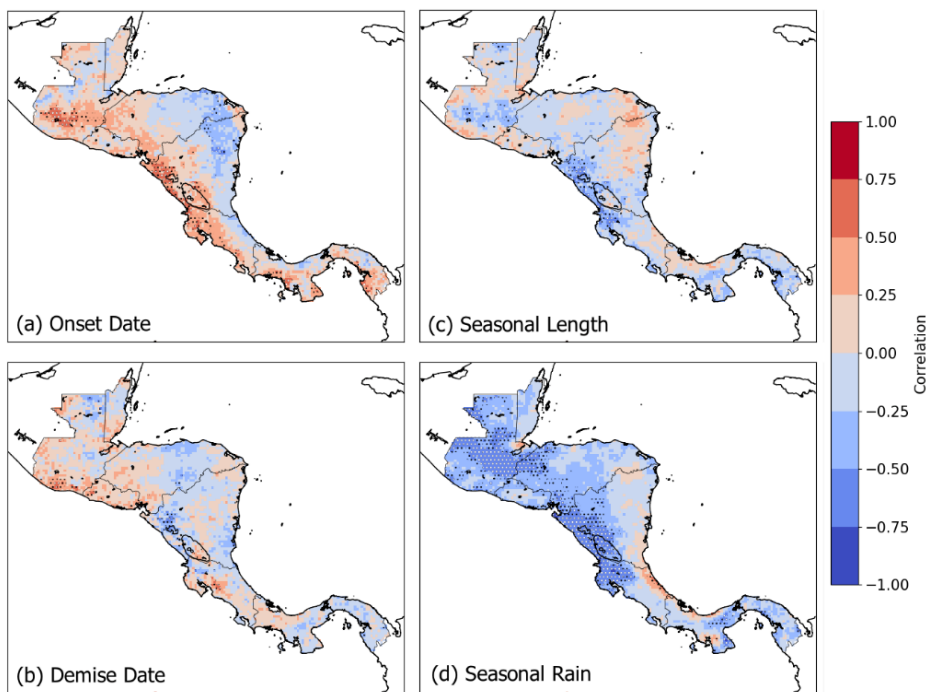 (a) Onset Date
(c) Seasonal Length
(b) Demise Date
(d) Seasonal Rain
1.00
0.75
0.50
0.25
0.00
−0.25
−0.50
−0.75
−1.00
Correlation